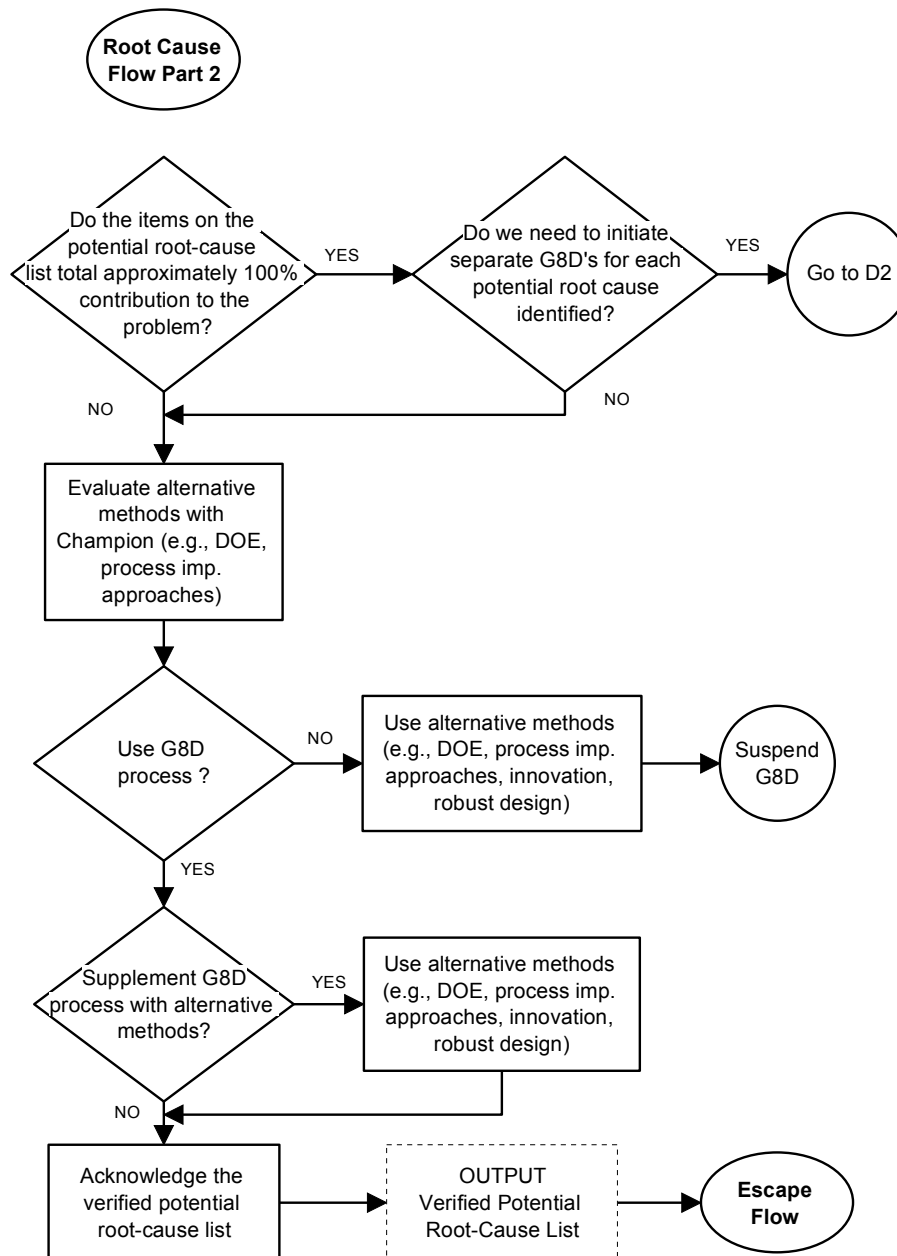 Root Cause
Flow Part 2
Do the items on the
potential root-cause
list total approximately 100%
contribution to the
problem?
YES
Do we need to initiate
separate G8D's for each
potential root cause
identified?
YES
Go to D2
NO
NO
Evaluate alternative
methods with
Champion (e.g., DOE,
process imp.
approaches)
Use G8D
process ?
NO
Use alternative methods
(e.g., DOE, process imp.
approaches, innovation,
robust design)
Suspend
G8D
YES
Supplement G8D
process with alternative
methods?
YES
Use alternative methods
(e.g., DOE, process imp.
approaches, innovation,
robust design)
NO
Acknowledge the
verified potential
root-cause list
OUTPUT
Verified Potential
Root-Cause List
Escape
Flow